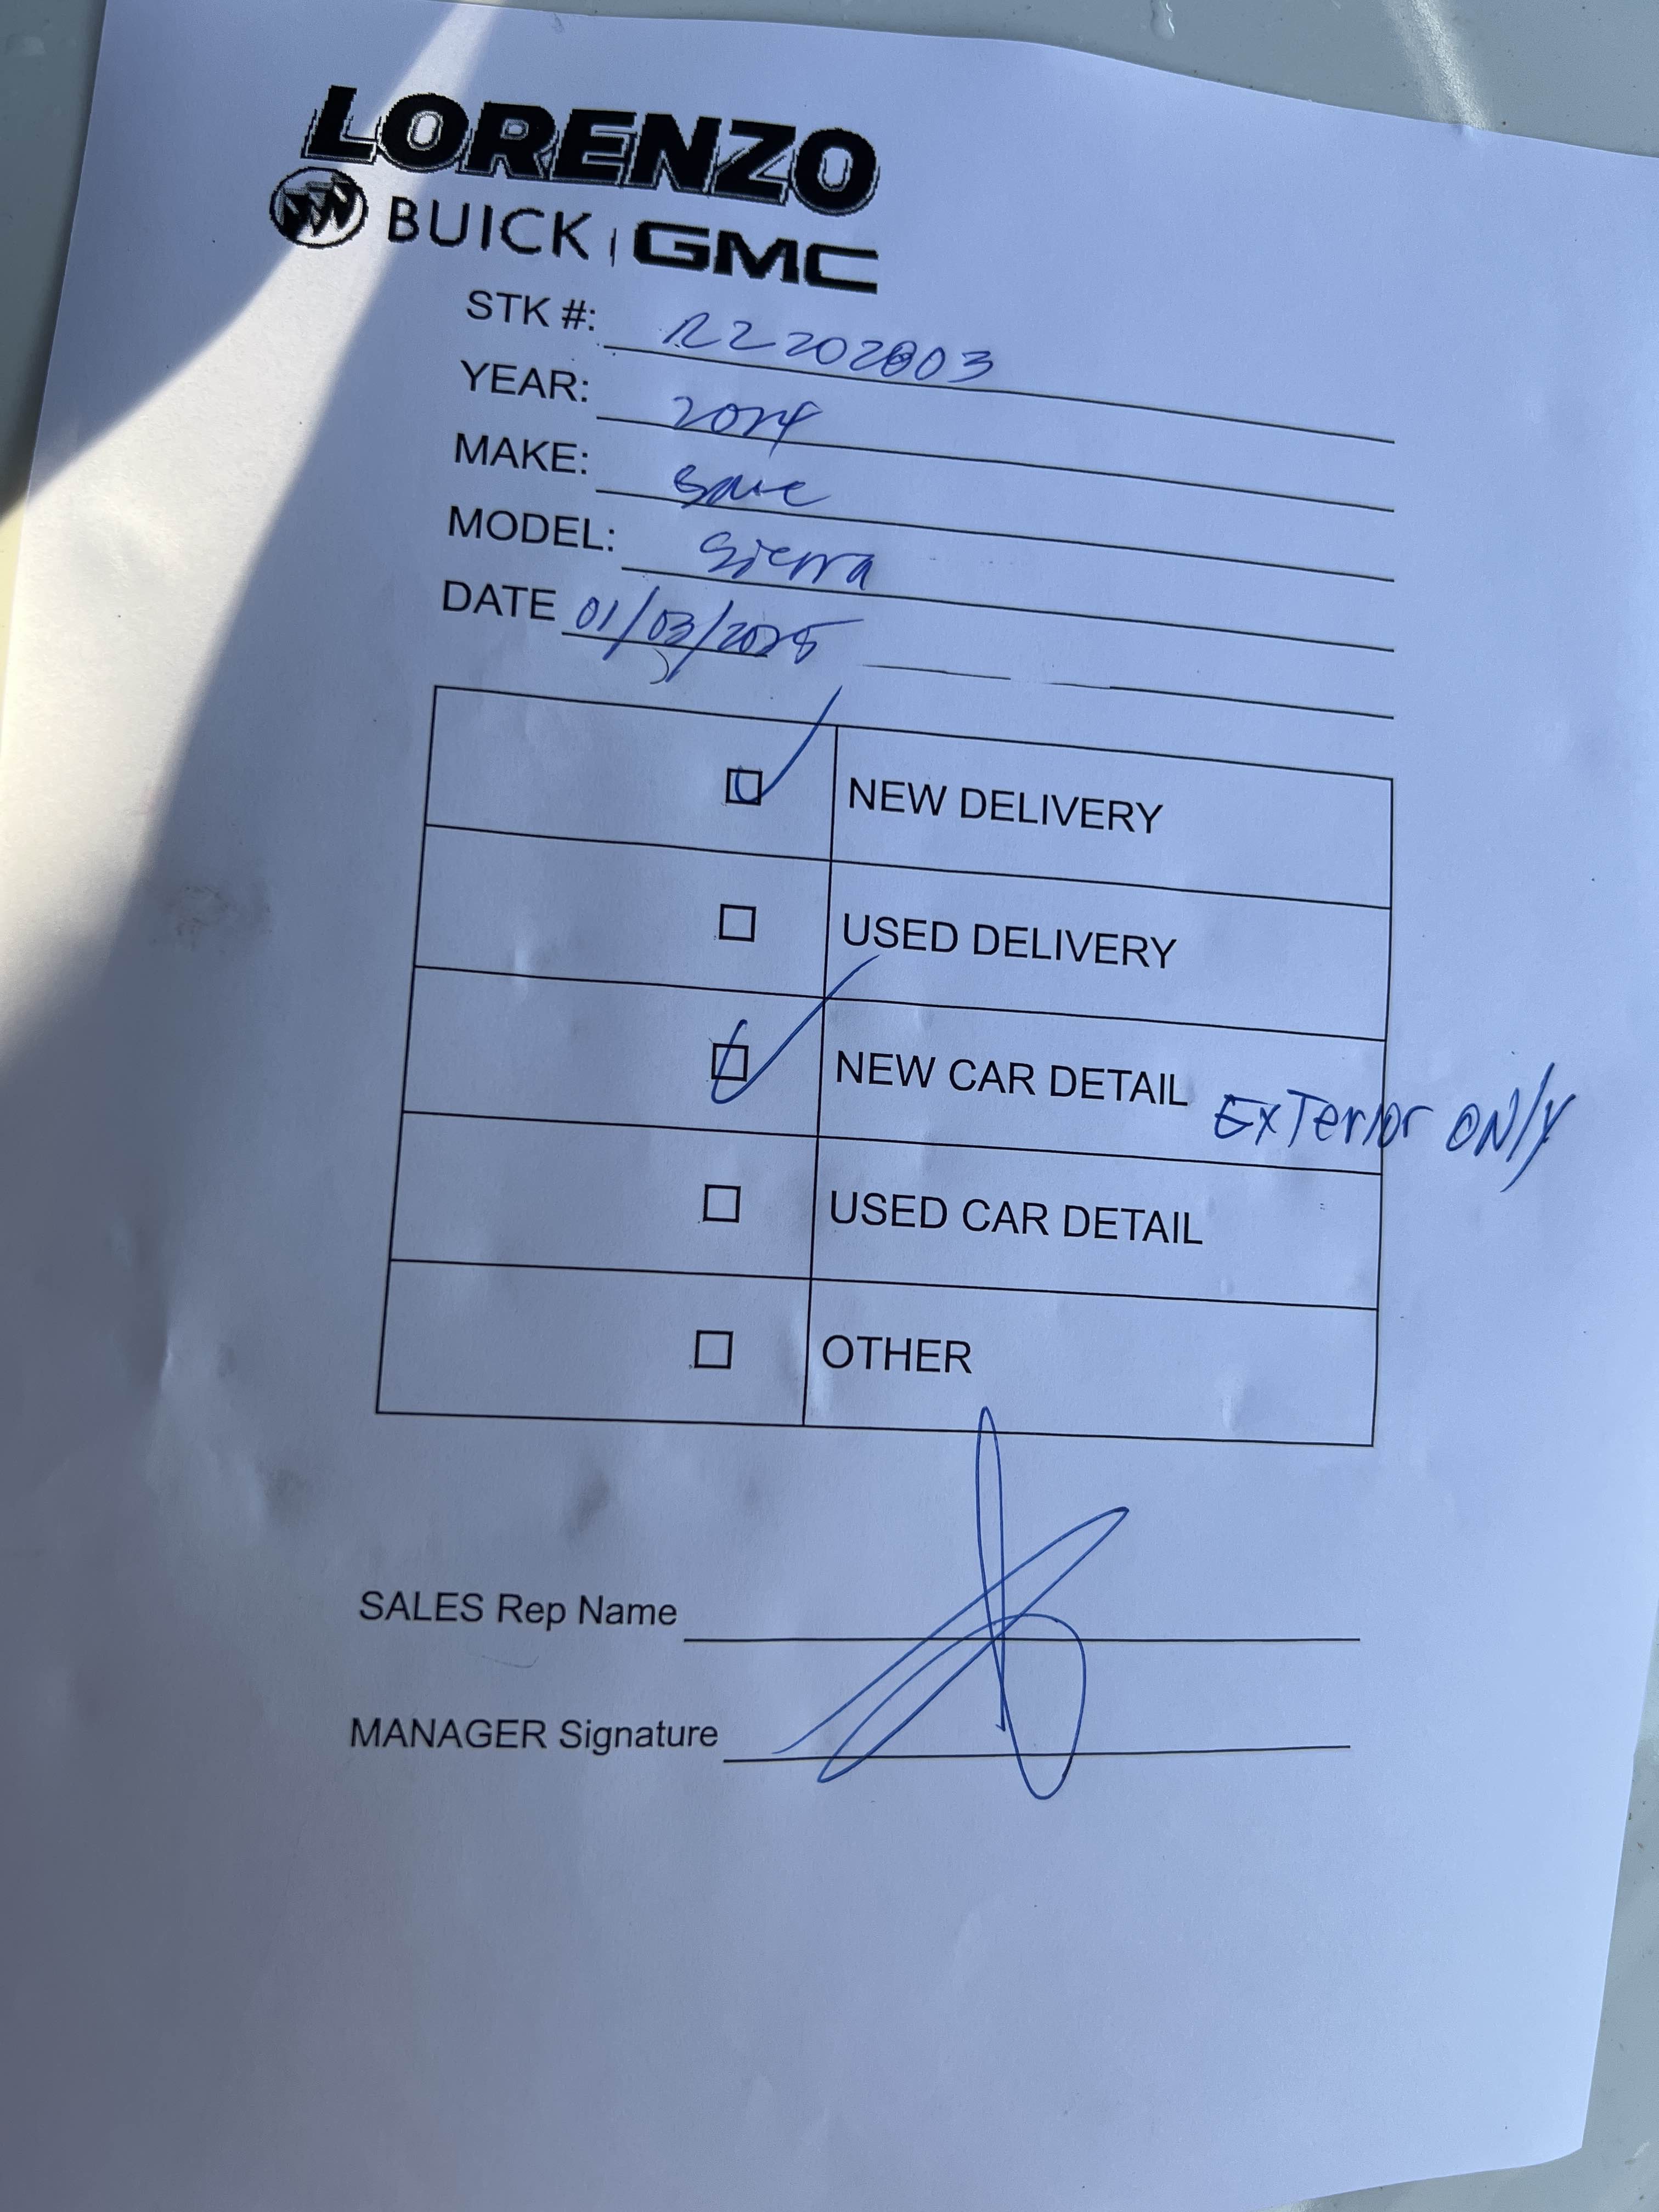 LORENZO
BUICK | GMC
STK #: R2202803
YEAR: 2024
MAKE: GMC
MODEL: Sierra
DATE 01/03/2025
NEW DELIVERY
USED DELIVERY
NEW CAR DETAIL EXTerior ONly
USED CAR DETAIL
OTHER
SALES Rep Name
MANAGER Signature